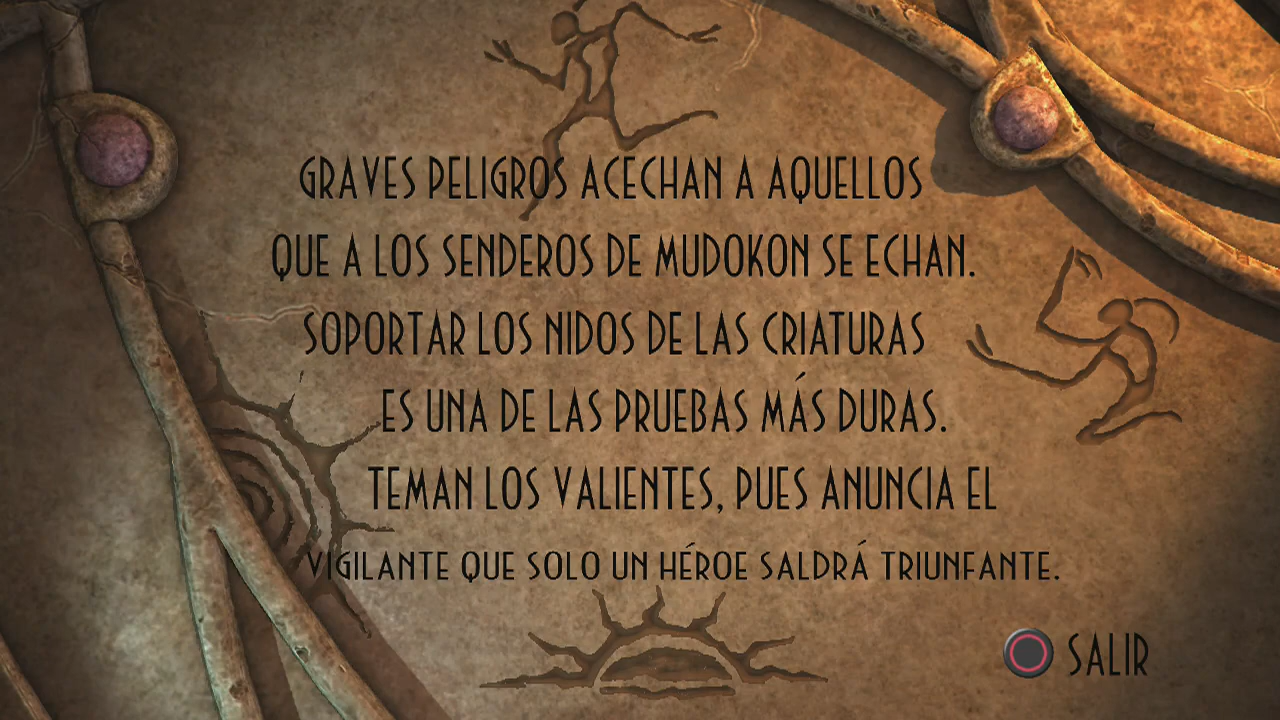 GRAVES PELIGROS ACECHAN A AQUELLOS
QUE A LOS SENDEROS DE MUDOKON SE ECHAN.
SOPORTAR LOS NIDOS DE LAS CRIATURAS
ES UNA DE LAS PRUEBAS MÁS DURAS.
TEMAN LOS VALIENTES, PUES ANUNCIA EL
VIGILANTE QUE SOLO UN HÉROE SALDRÁ TRIUNFANTE.
SALIR